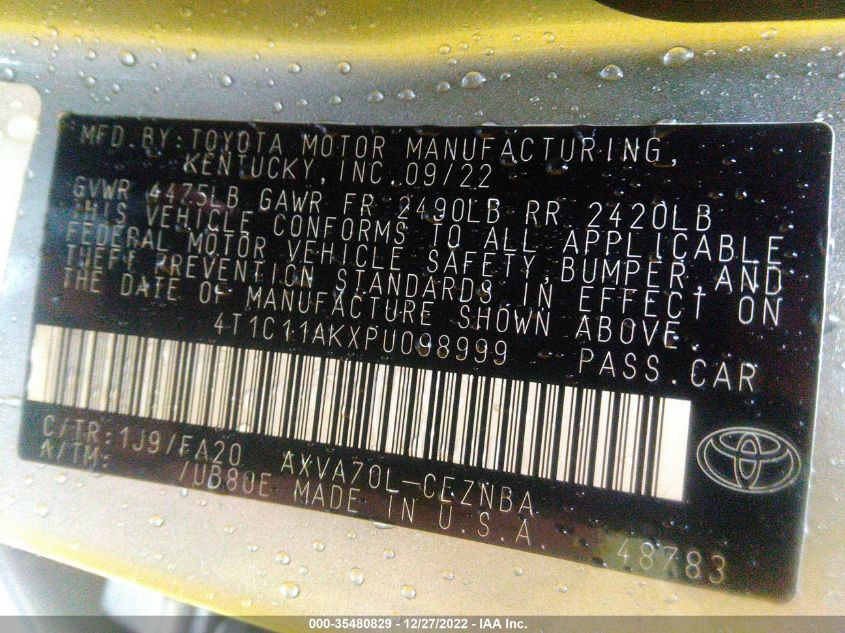 MFD.BY:TOYOTA MOTOR MANUFACTURING,
KENTUCKY, INC. 09/22
GVWR 4475LB GAWR FR 2490LB RR 2420LB
THIS VEHICLE CONFORMS TO ALL APPLICABLE
FEDERAL MOTOR VEHICLE SAFETY,BUMPER,AND
THEFT PREVENTION STANDARDS IN EFFECT ON
THE DATE OF MANUFACTURE SHOWN ABOVE.
4T1C11AKXPU098999 PASS.CAR
C/TR:1J9/FA20 AXVA70L-CEZNBA
A/TM: /UB80E MADE IN U.S.A.
48783
000-35480829 - 12/27/2022 - IAA Inc.